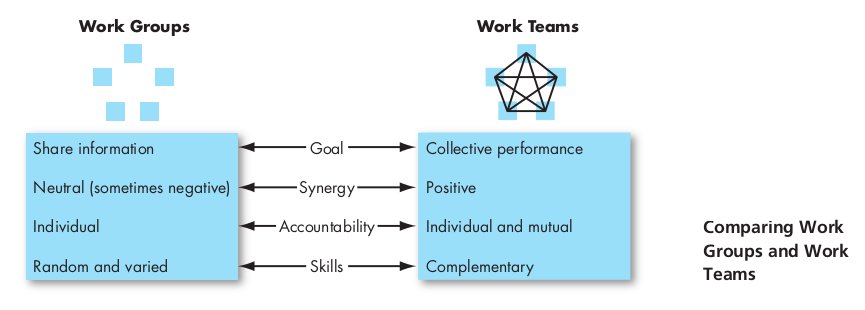 Work Groups
Work Teams
Share information
Goal
Collective performance
Neutral (sometimes negative)
Synergy
Positive
Individual
Accountability
Individual and mutual
Random and varied
Skills
Complementary
Comparing Work
Groups and Work
Teams